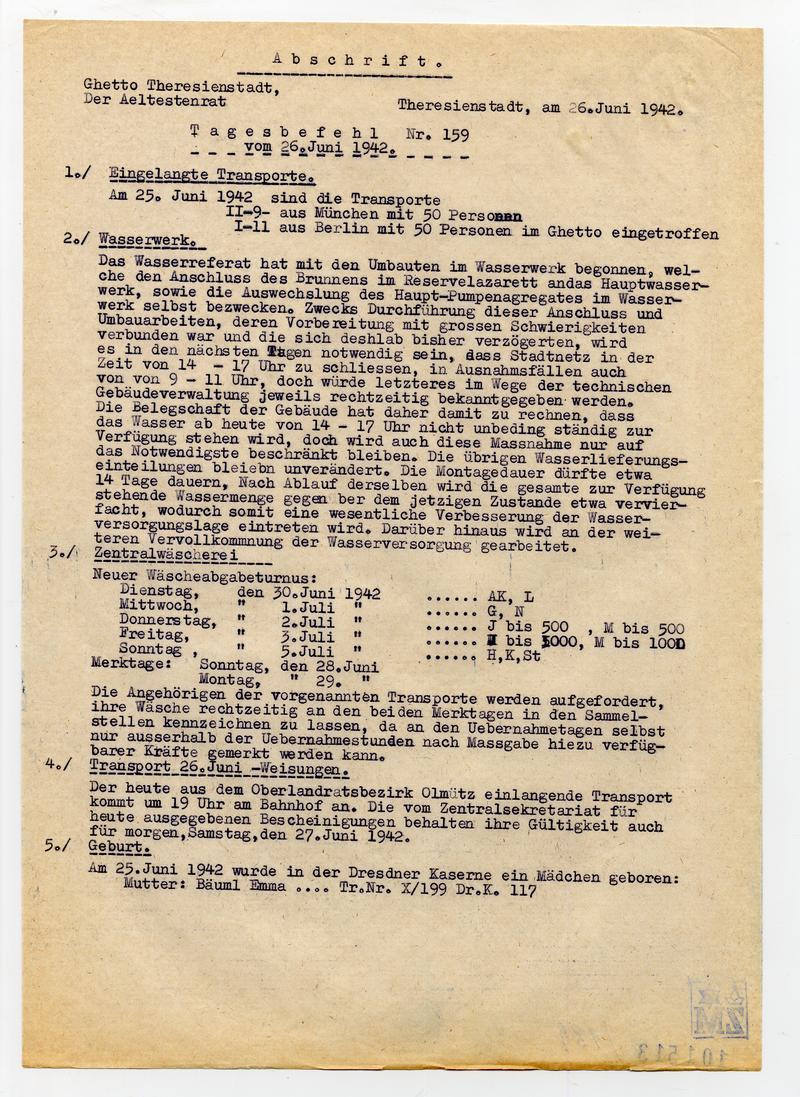 A b s c h r i f t .
Ghetto Theresienstadt,
Der Aeltestenrat
Theresienstadt, am 26.Juni 1942.
T a g e s b e f e h l Nr. 159
vom 26.Juni 1942.
1./ Eingelangte Transporte.
Am 25. Juni 1942 sind die Transporte
II-9- aus München mit 50 Personen
I-11 aus Berlin mit 50 Personen im Ghetto eingetroffen
2./ Wasserwerk.
Das Wasserreferat hat mit den Umbauten im Wasserwerk begonnen, wel-
che den Anschluss des Brunnens im Reservelazarett andas Hauptwasser-
werk, sowie die Auswechslung des Haupt-Pumpenagregates im Wasser-
werk selbst bezwecken. Zwecks Durchführung dieser Anschluss und
Umbauarbeiten, deren Vorbereitung mit grossen Schwierigkeiten
verbunden war und die sich deshlab bisher verzögerten, wird
es in den nächsten Tagen notwendig sein, dass Stadtnetz in der
Zeit von 14 - 17 Uhr zu schliessen, in Ausnahmsfällen auch
von von 9 - 11 Uhr, doch würde letzteres im Wege der technischen
Gebäudeverwaltung jeweils rechtzeitig bekanntgegeben werden.
Die Belegschaft der Gebäude hat daher damit zu rechnen, dass
das Wasser ab heute von 14 - 17 Uhr nicht unbeding ständig zur
Verfügung stehen wird, doch wird auch diese Massnahme nur auf
das Notwendigste beschränkt bleiben. Die übrigen Wasserlieferungs-
einteilungen bleiebn unverändert. Die Montagedauer dürfte etwa
14 Tage dauern, Nach Ablauf derselben wird die gesamte zur Verfügung
stehende Wassermenge gegen ber dem jetzigen Zustande etwa vervier-
facht, wodurch somit eine wesentliche Verbesserung der Wasser-
versorgungslage eintreten wird. Darüber hinaus wird an der wei-
teren Vervollkommnung der Wasserversorgung gearbeitet.
3./ Zentralwäscherei
Neuer Wäscheabgabeturnus:
Dienstag, den 30.Juni 1942 ...... AK, L
Mittwoch, " 1.Juli " ...... G, N
Donnerstag, " 2.Juli " ...... J bis 500 , M bis 500
Freitag, " 3.Juli " ...... bis 1000, M bis 1000
Sonntag , " 5.Juli " ...... H,K,St
Merktage: Sonntag, den 28.Juni
Montag, " 29. "
Die Angehörigen der vorgenannten Transporte werden aufgefordert,
ihre Wäsche rechtzeitig an den beiden Merktagen in den Sammel-
stellen kennzeichnen zu lassen, da an den Uebernahmetagen selbst
nur ausserhalb der Uebernahmestunden nach Massgabe hiezu verfüg-
barer Kräfte gemerkt werden kann.
4./ Transport 26.Juni -Weisungen.
Der heute aus dem Oberlandratsbezirk Olmütz einlangende Transport
kommt um 19 Uhr am Bahnhof an. Die vom Zentralsekretariat für
heute ausgegebenen Bescheinigungen behalten ihre Gültigkeit auch
für morgen,Samstag,den 27.Juni 1942.
5./ Geburt.
Am 25.Juni 1942 wurde in der Dresdner Kaserne ein Mädchen geboren:
Mutter: Bäuml Emma .... Tr.Nr. X/199 Dr.K. 117
ZM
101513